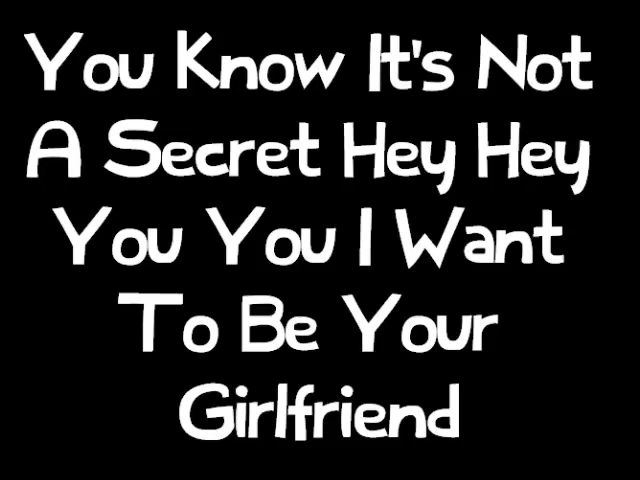 You Know It's Not
A Secret Hey Hey
You You I Want
To Be Your
Girlfriend